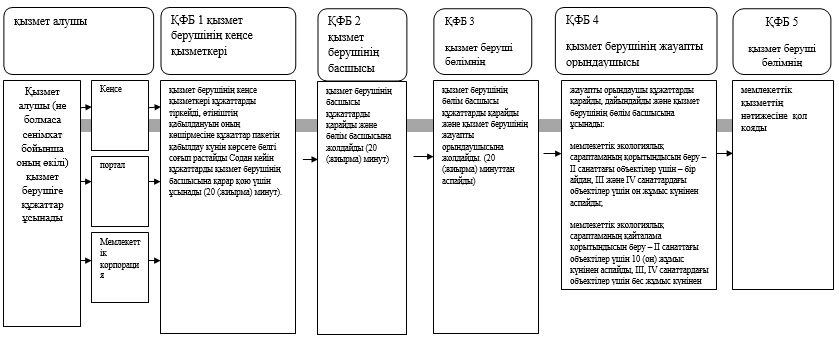 қызмет алушы
ҚФБ 1 қызмет
берушінің кеңсе
қызметкері
ҚФБ 2
қызмет
берушінің
басшысы
ҚФБ 3
қызмет беруші
бөлімнің
ҚФБ 4
қызмет берушінің жауапты
орындаушысы
ҚФБ 5
қызмет беруші
бөлімнің
Қызмет
алушы (не
болмаса
сенімхат
бойынша
оның өкілі)
қызмет
берушіге
құжаттар
ұсынады
Кеңсе
портал
Мемлекетт
ік
корпораци
я
қызмет берушінің кеңсе
қызметкері құжаттарды
тіркейді, өтініштің
қабылдануын оның
көшірмесіне құжаттар пакетін
қабылдау күнін көрсете белгі
соғып растайды Содан кейін
құжаттарды қызмет берушінің
басшысына қарар қою үшін
ұсынады (20 (жиырма) минут).
қызмет берушінің
басшысы
құжаттарды
қарайды және
бөлім басшысына
жолдайды (20
(жиырма) минут)
қызмет берушінің
бөлім басшысы
құжаттарды қарайды
және қызмет берушінің
жауапты
орындаушысына
жолдайды. (20
(жиырма) минуттан
аспайды)
жауапты орындаушы құжаттарды
қарайды, дайындайды және қызмет
берушінің бөлім басшысына
ұсынады:
мемлекеттік экологиялық
сараптаманың қорытындысын беру –
II санаттағы объектілер үшін – бір
айдан, III және IV санаттардағы
объектілер үшін он жұмыс күнінен
аспайды;
мемлекеттік экологиялық
сараптаманың қайталама
қорытындысын беру – II санаттағы
объектілер үшін 10 (он) жұмыс
күнінен аспайды, III, IV санаттардағы
объектілер үшін бес жұмыс күнінен
мемлекеттік
қызметтің
нәтижесіне қол
қояды